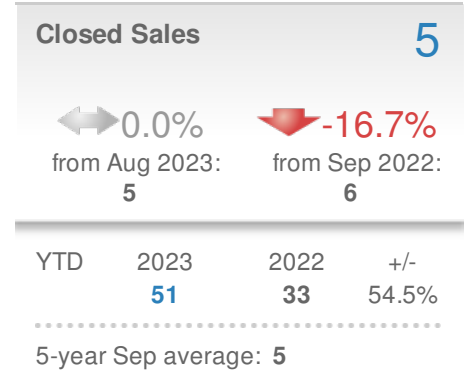 Closed Sales 5
0.0% -16.7%
from Aug 2023: from Sep 2022:
5 6
YTD 2023 2022 +/-
51 33 54.5%
5-year Sep average: 5